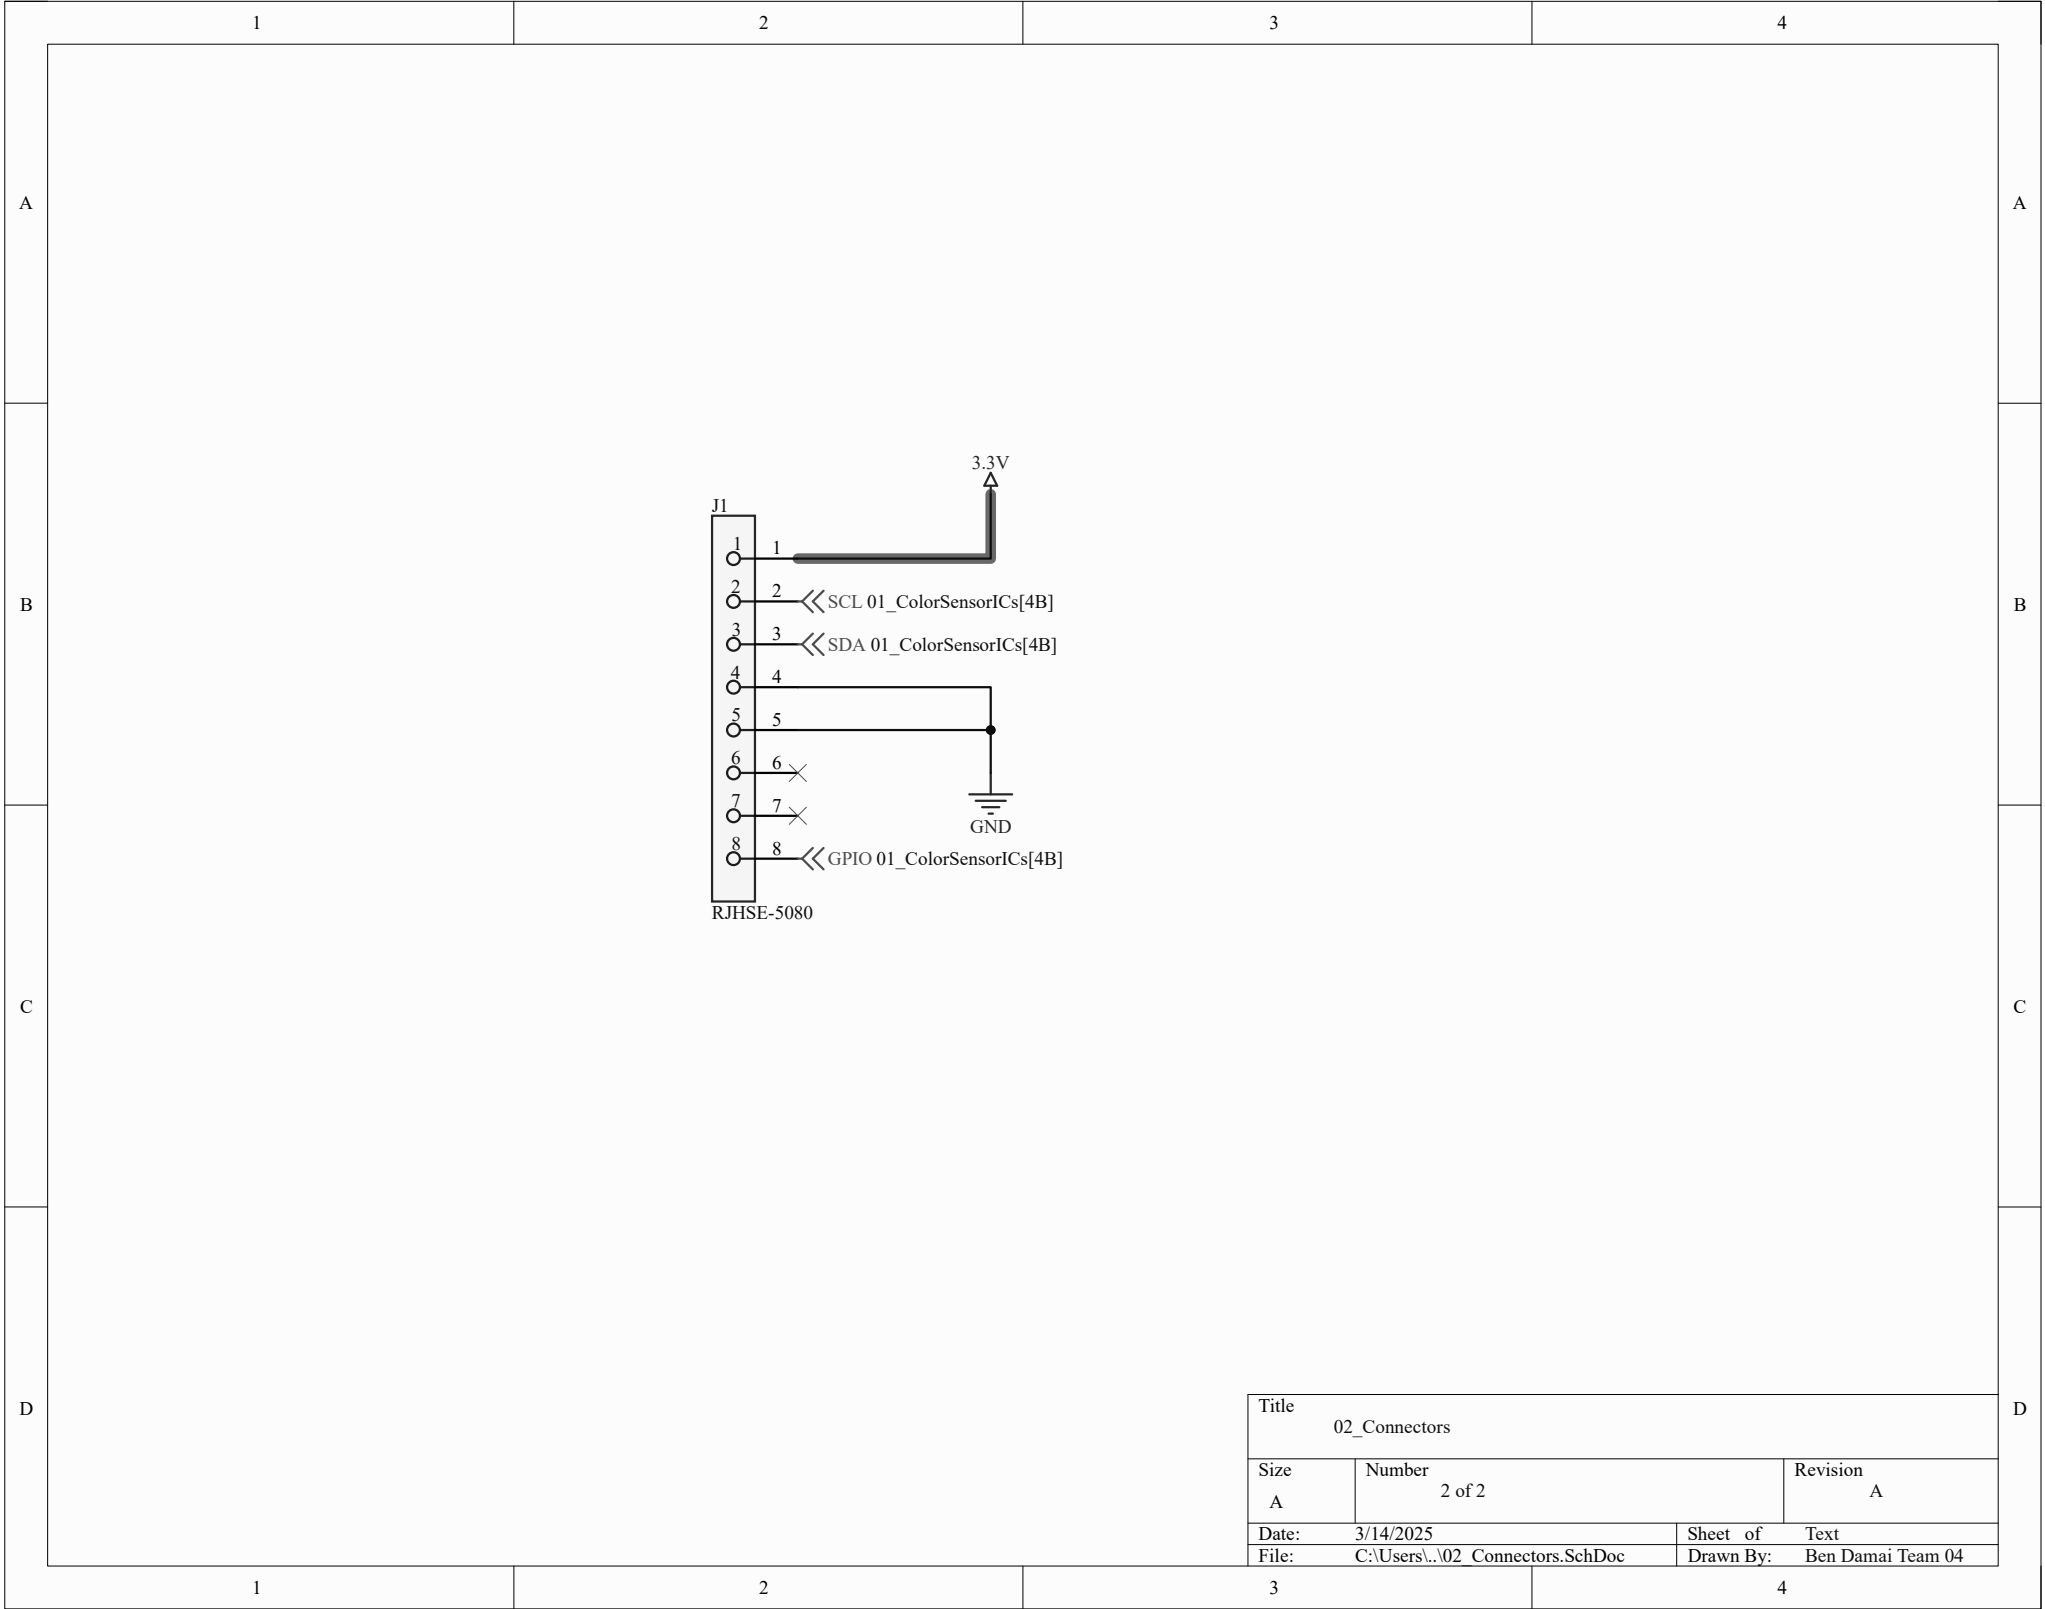 1 2 3 4
A A
3.3V
J1
1 1
2 2 SCL 01_ColorSensorICs[4B]
B B
3 3 SDA 01_ColorSensorICs[4B]
4 4
5 5
6 6
7 7
GND
8 8 GPIO 01_ColorSensorICs[4B]
RJHSE-5080
C C
D D
Title
02_Connectors
Size Number Revision
A 2 of 2 A
Date: 3/14/2025 Sheet of Text
File: C:\Users\..\02_Connectors.SchDoc Drawn By: Ben Damai Team 04
1 2 3 4